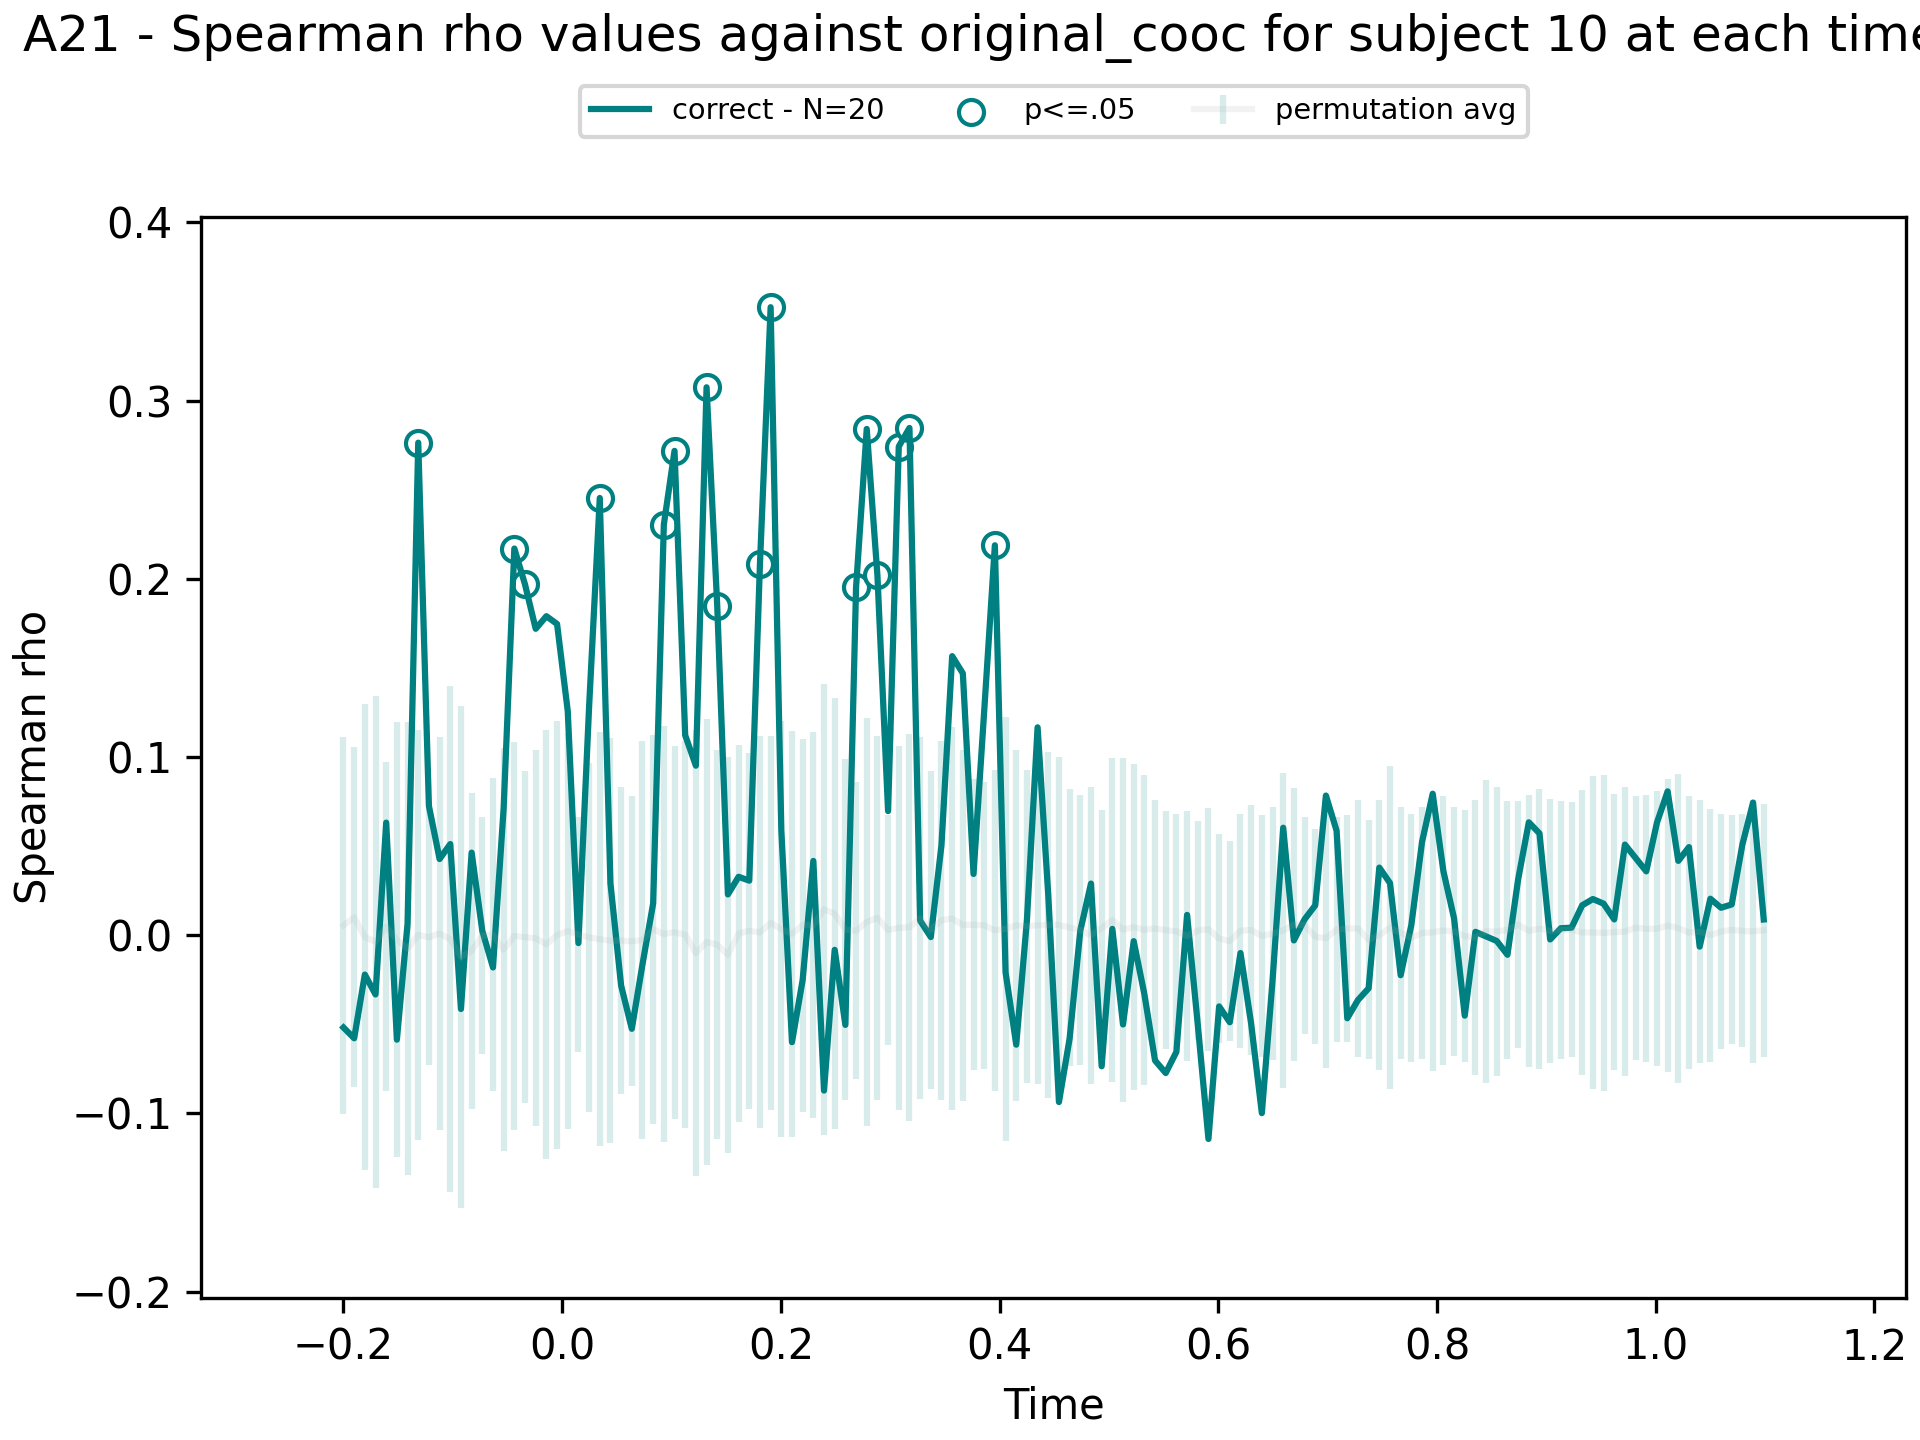 A21 - Spearman rho values against original_cooc for subject 10 at each time
correct - N=20 p<=.05 permutation avg
0.4
0.3
0.2
0.1
0.0
−0.1
−0.2
Spearman rho
−0.2 0.0 0.2 0.4 0.6 0.8 1.0 1.2
Time